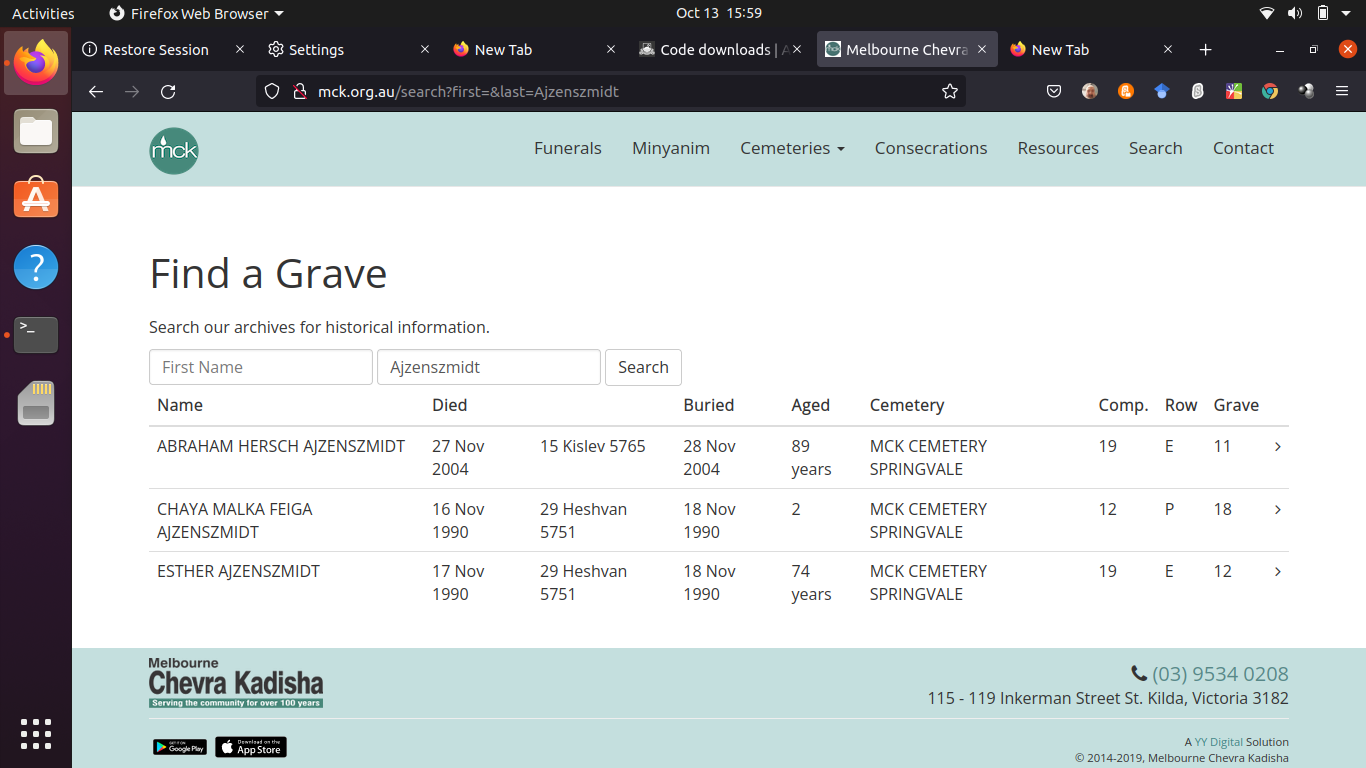 Activities Firefox Web Browser Oct 13 15:59
Restore Session Settings New Tab Code downloads | Melbourne Chevra New Tab
mck.org.au/search?first=&last=Ajzenszmidt
mck Funerals Minyanim Cemeteries Consecrations Resources Search Contact
Find a Grave
Search our archives for historical information.
First Name Ajzenszmidt Search
Name Died Buried Aged Cemetery Comp. Row Grave
ABRAHAM HERSCH AJZENSZMIDT 27 Nov 15 Kislev 5765 28 Nov 89 MCK CEMETERY 19 E 11 >
2004 2004 years SPRINGVALE
CHAYA MALKA FEIGA 16 Nov 29 Heshvan 18 Nov 2 MCK CEMETERY 12 P 18 >
AJZENSZMIDT 1990 5751 1990 SPRINGVALE
ESTHER AJZENSZMIDT 17 Nov 29 Heshvan 18 Nov 74 MCK CEMETERY 19 E 12 >
1990 5751 1990 years SPRINGVALE
Melbourne
Chevra Kadisha
Serving the community for over 100 years
(03) 9534 0208
115 - 119 Inkerman Street St. Kilda, Victoria 3182
GET IT ON Google Play
Download on the App Store
A YY Digital Solution
© 2014-2019, Melbourne Chevra Kadisha